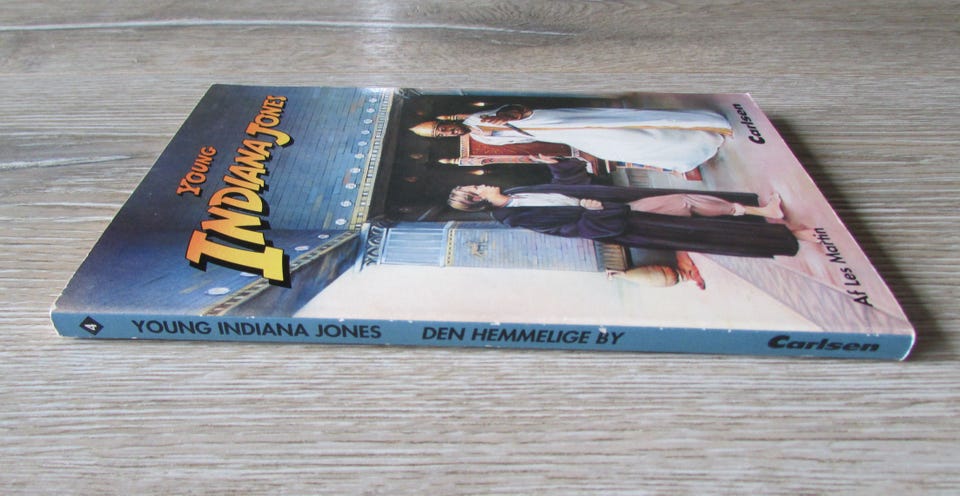 YOUNG
INDIANA JONES
Carlsen
Af Les Martin
4 YOUNG INDIANA JONES DEN HEMMELIGE BY Carlsen